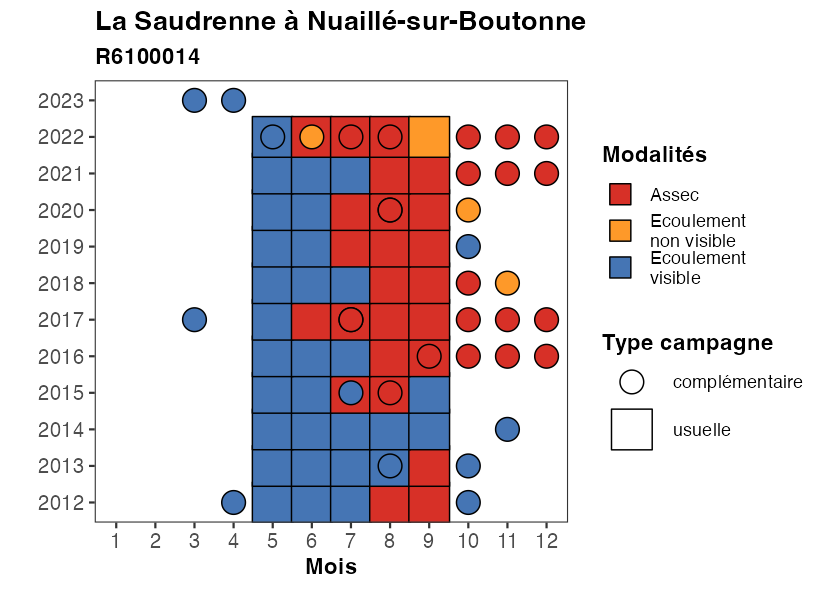 La Saudrenne à Nuaillé-sur-Boutonne
R6100014
2023
2022
2021
2020
2019
2018
2017
2016
2015
2014
2013
2012
1 2 3 4 5 6 7 8 9 10 11 12
Mois
Modalités
Assec
Ecoulement
non visible
Ecoulement
visible
Type campagne
complémentaire
usuelle